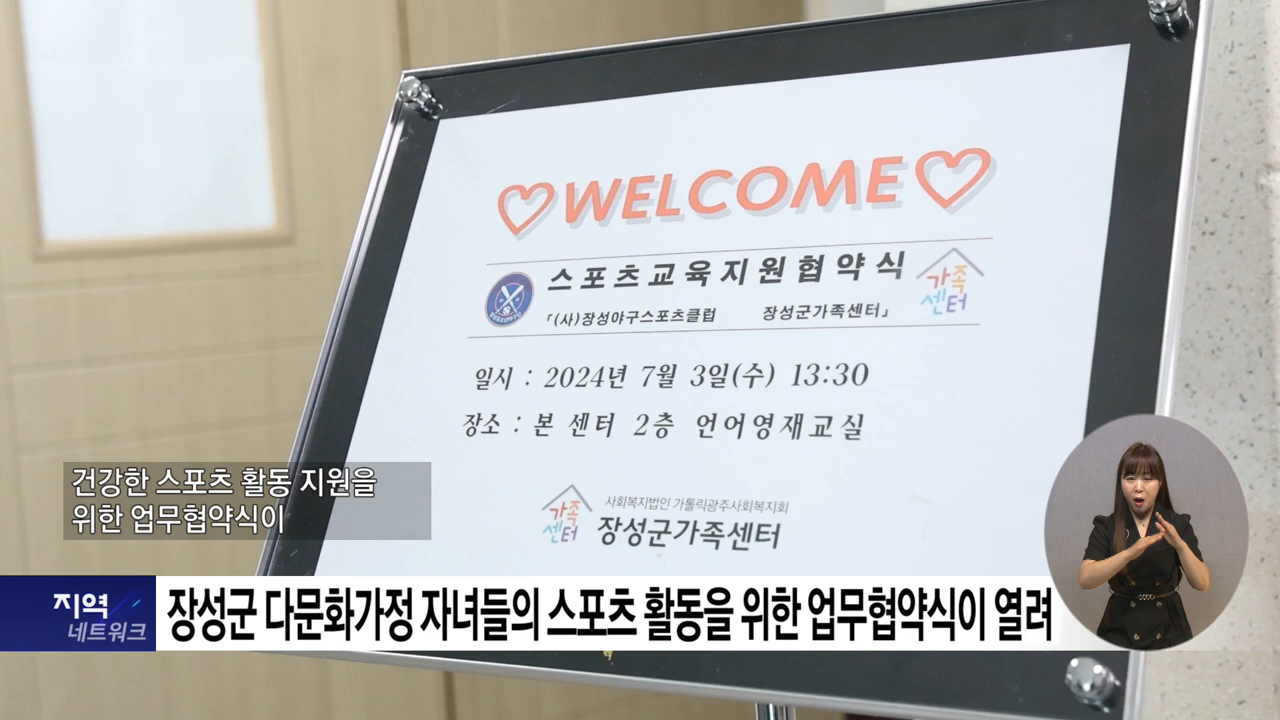 WELCOME
스포츠교육지원협약식
가족
센터
「(사)장성야구스포츠클럽 장성군가족센터」
일시 : 2024년 7월 3일(수) 13:30
장소 : 본 센터 2층 언어영재교실
가족
센터
사회복지법인 가톨릭광주사회복지회
장성군가족센터
건강한 스포츠 활동 지원을
위한 업무협약식이
지역
네트워크
장성군 다문화가정 자녀들의 스포츠 활동을 위한 업무협약식이 열려